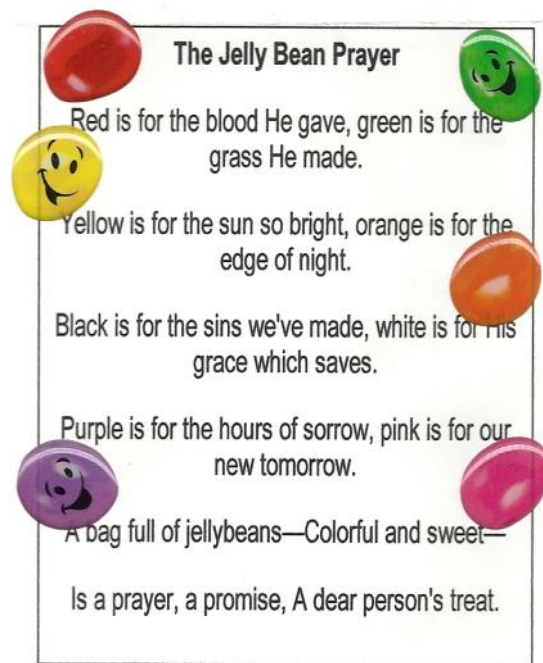 The Jelly Bean Prayer
Red is for the blood He gave, green is for the
grass He made.
Yellow is for the sun so bright, orange is for the
edge of night.
Black is for the sins we've made, white is for His
grace which saves.
Purple is for the hours of sorrow, pink is for our
new tomorrow.
A bag full of jellybeans—Colorful and sweet—
Is a prayer, a promise, A dear person's treat.